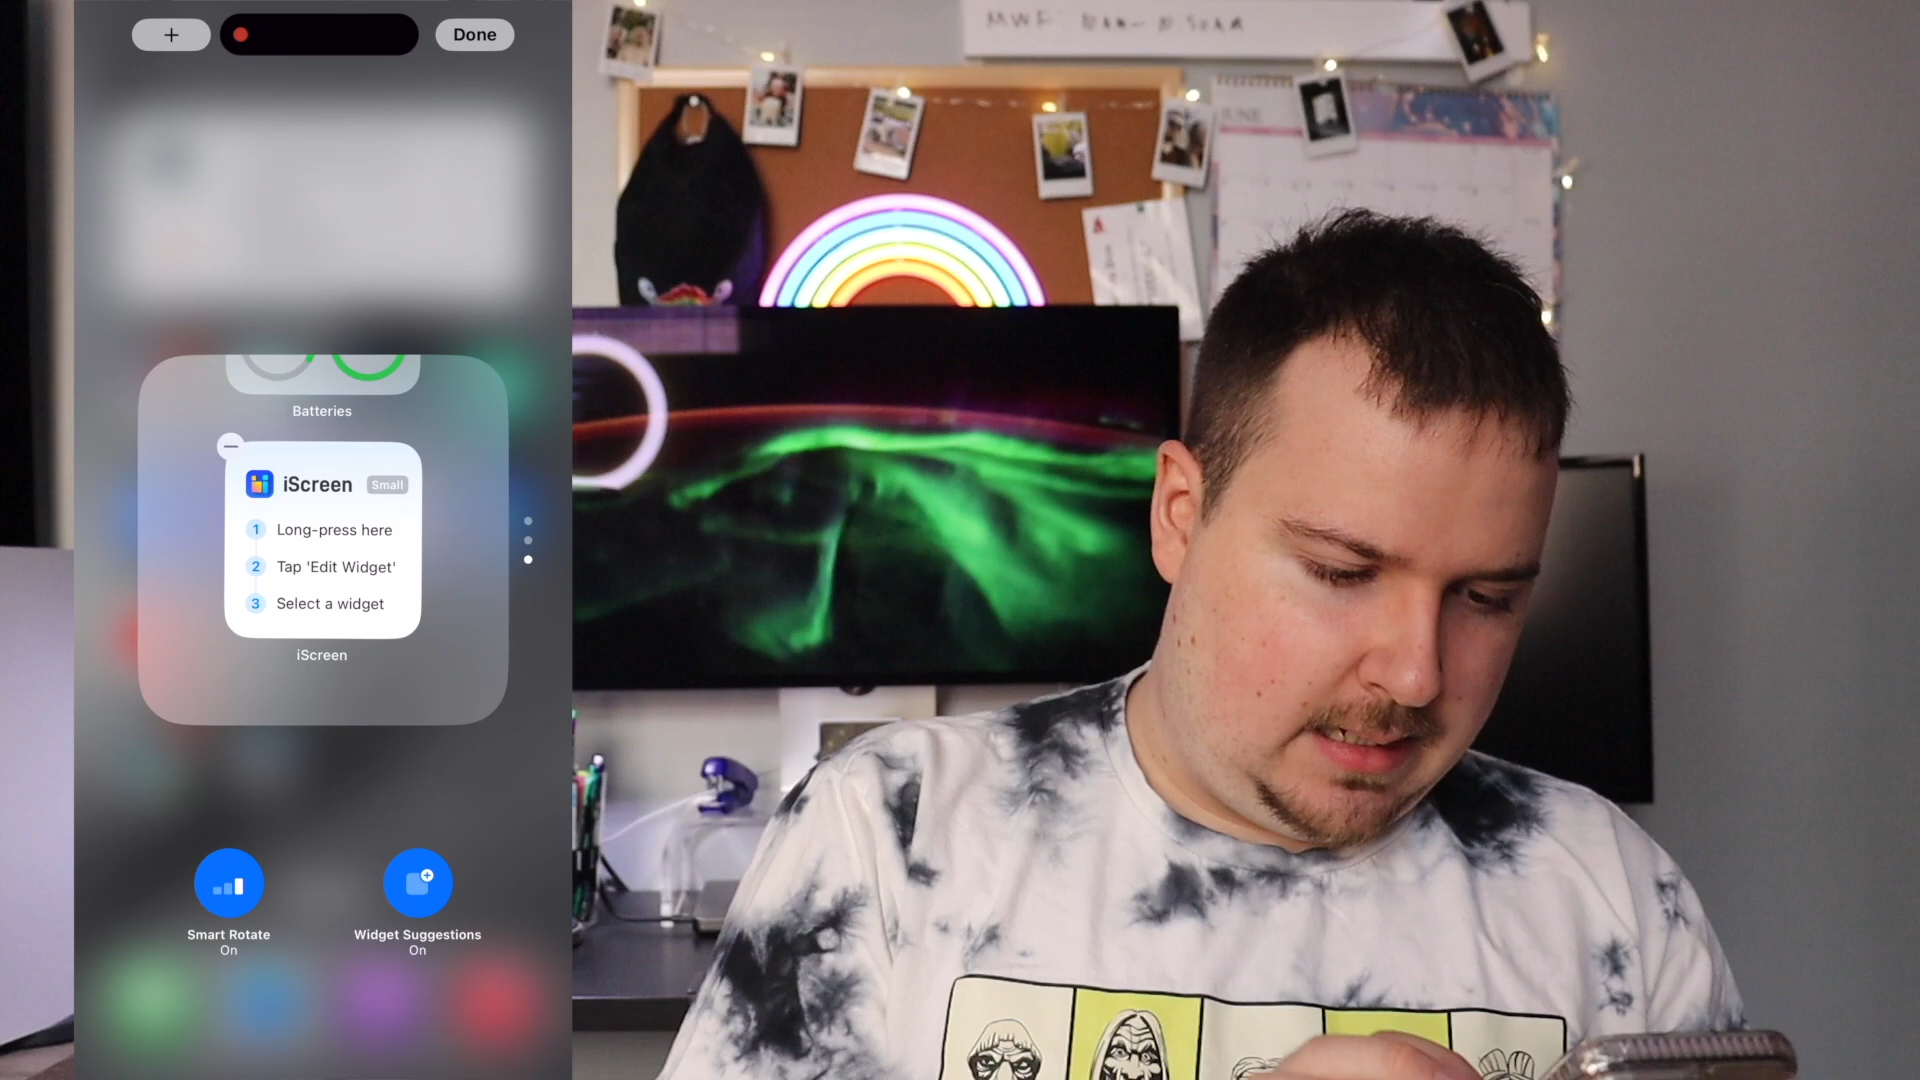 +
Done
Batteries
iScreen Small
1 Long-press here
2 Tap 'Edit Widget'
3 Select a widget
iScreen
Smart Rotate
On
Widget Suggestions
On
JUNE